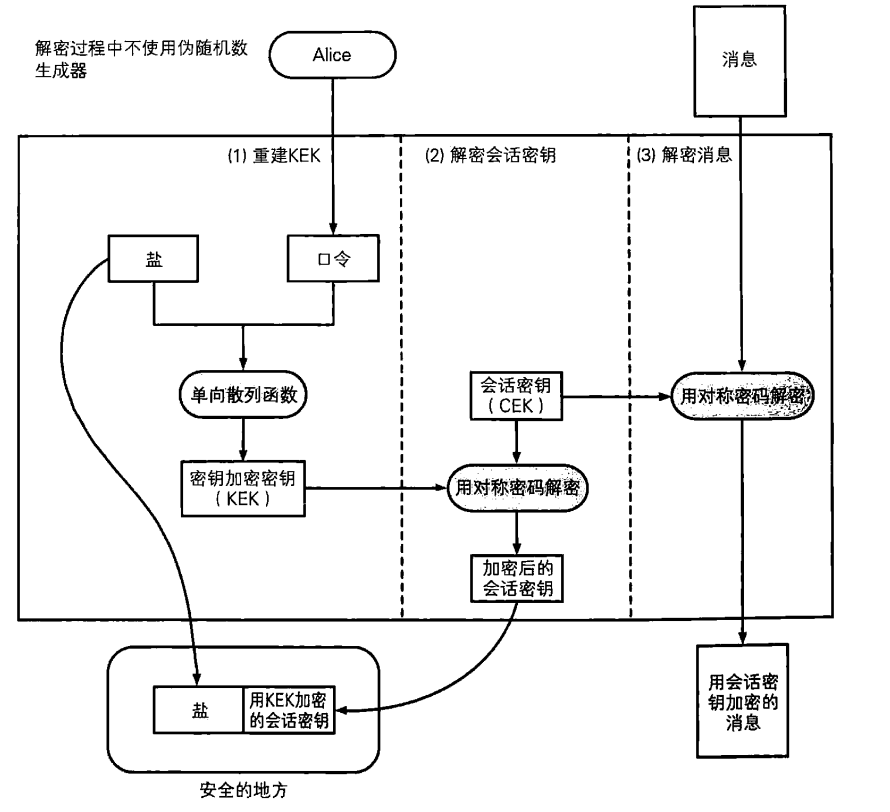 解密过程中不使用伪随机数
生成器
Alice
消息
(1) 重建KEK
(2) 解密会话密钥
(3) 解密消息
盐
口令
单向散列函数
会话密钥
（CEK）
用对称密码解密
密钥加密密钥
（KEK）
用对称密码解密
加密后的
会话密钥
盐
用KEK加密
的会话密钥
用会话密
钥加密的
消息
安全的地方